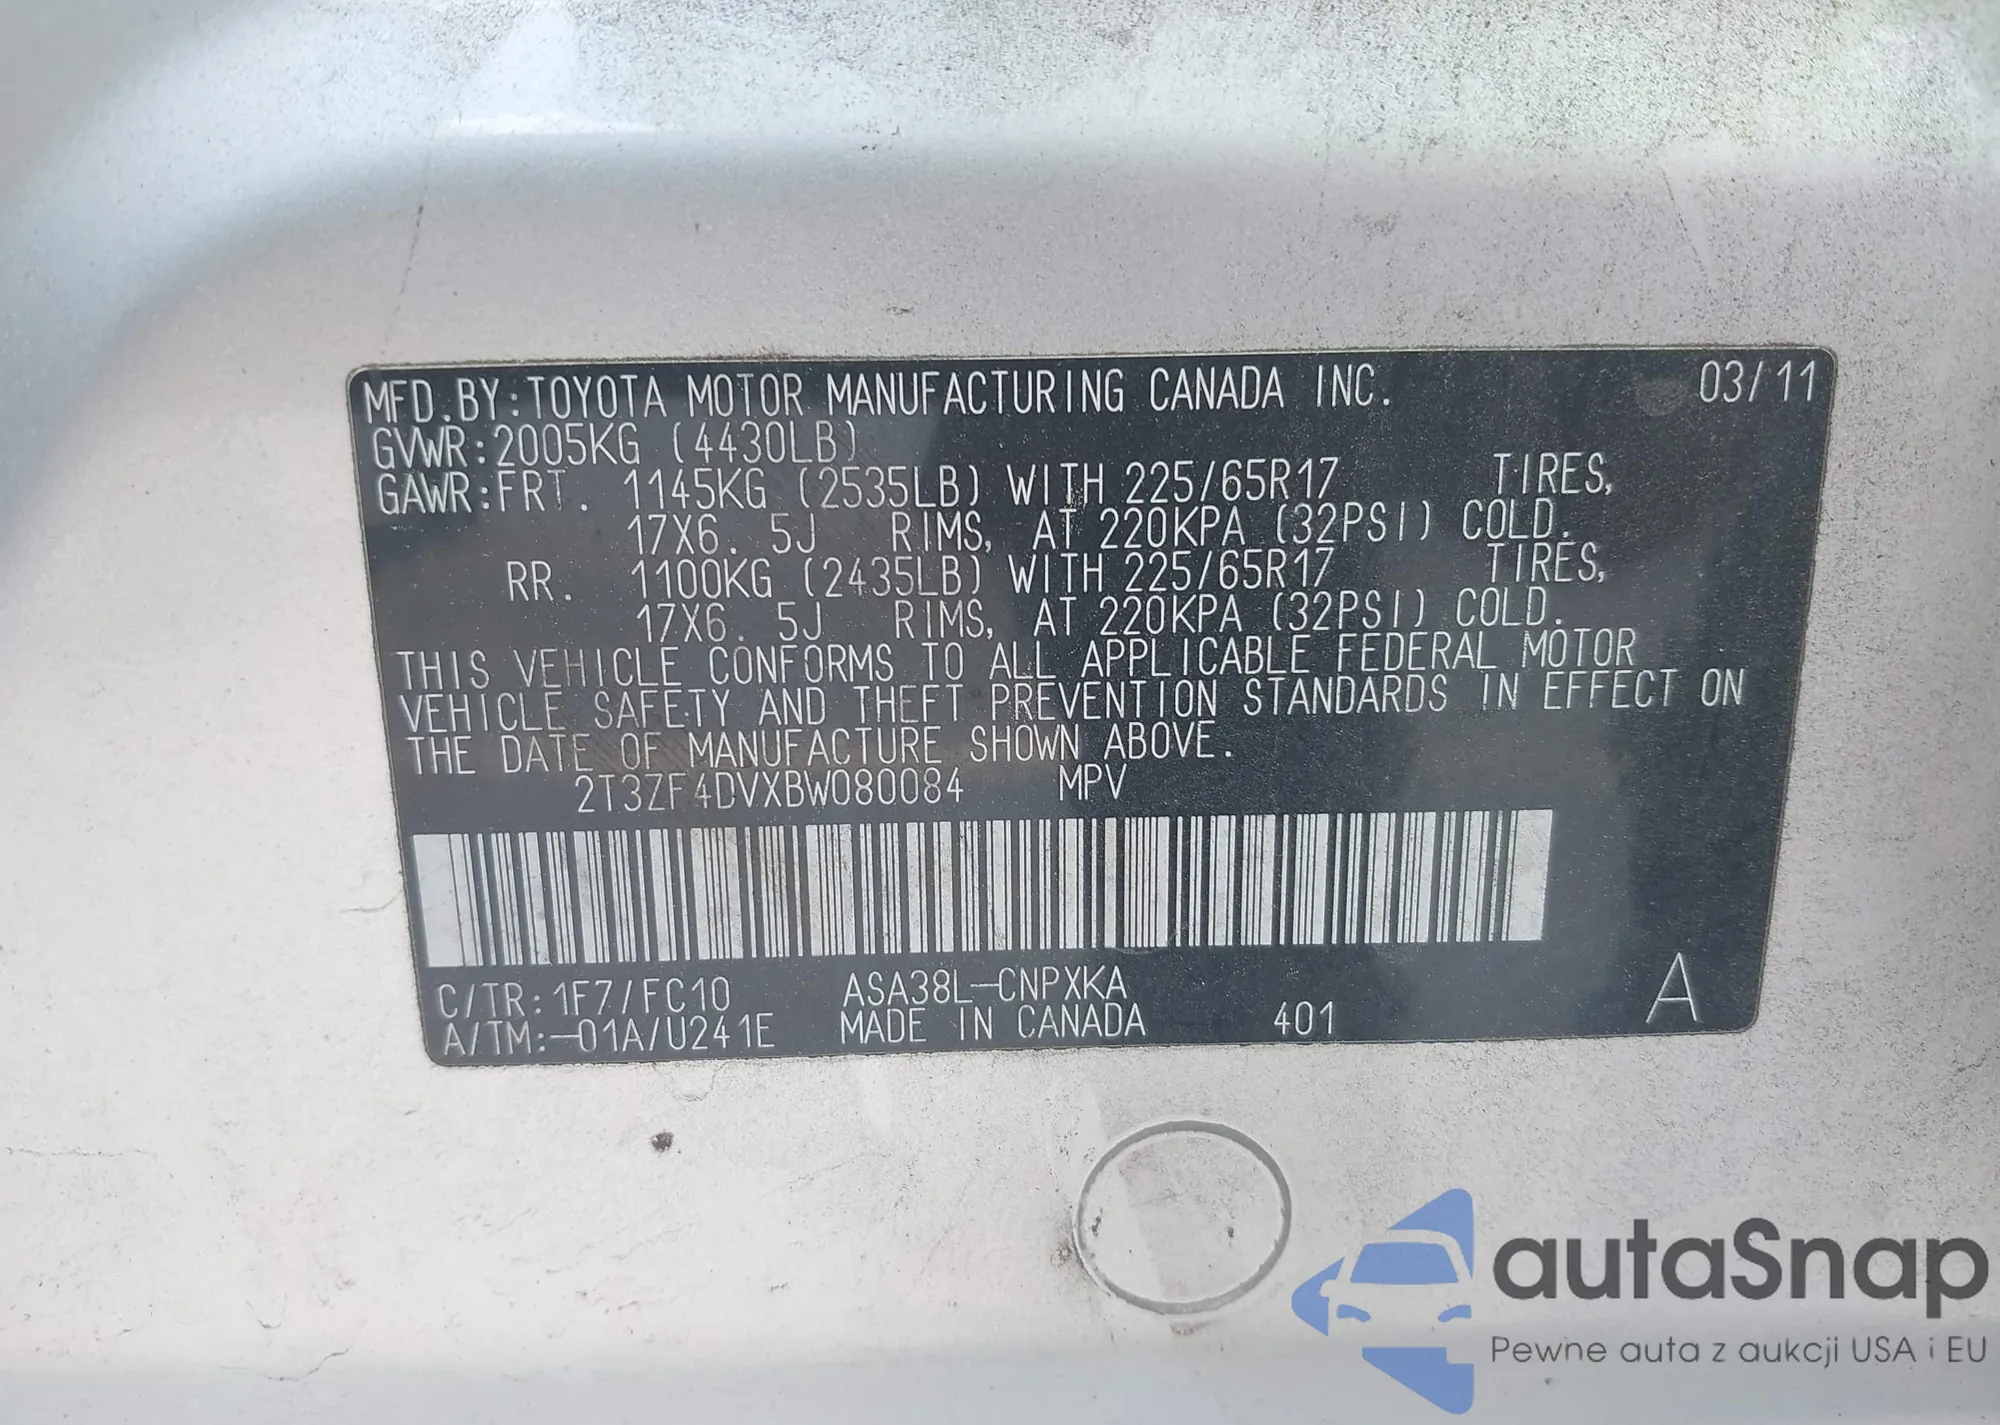 MFD.BY:TOYOTA MOTOR MANUFACTURING CANADA INC. 03/11
GVWR:2005KG (4430LB)
GAWR:FRT. 1145KG (2535LB) WITH 225/65R17 TIRES,
17X6.5J RIMS, AT 220KPA (32PSI) COLD.
RR. 1100KG (2435LB) WITH 225/65R17 TIRES,
17X6.5J RIMS, AT 220KPA (32PSI) COLD.
THIS VEHICLE CONFORMS TO ALL APPLICABLE FEDERAL MOTOR
VEHICLE SAFETY AND THEFT PREVENTION STANDARDS IN EFFECT ON
THE DATE OF MANUFACTURE SHOWN ABOVE.
2T3ZF4DVXBW080084 MPV
C/TR:1F7/FC10 ASA38L-CNPXKA
A/TM:-01A/U241E MADE IN CANADA 401 A
autaSnap
Pewne auta z aukcji USA i EU